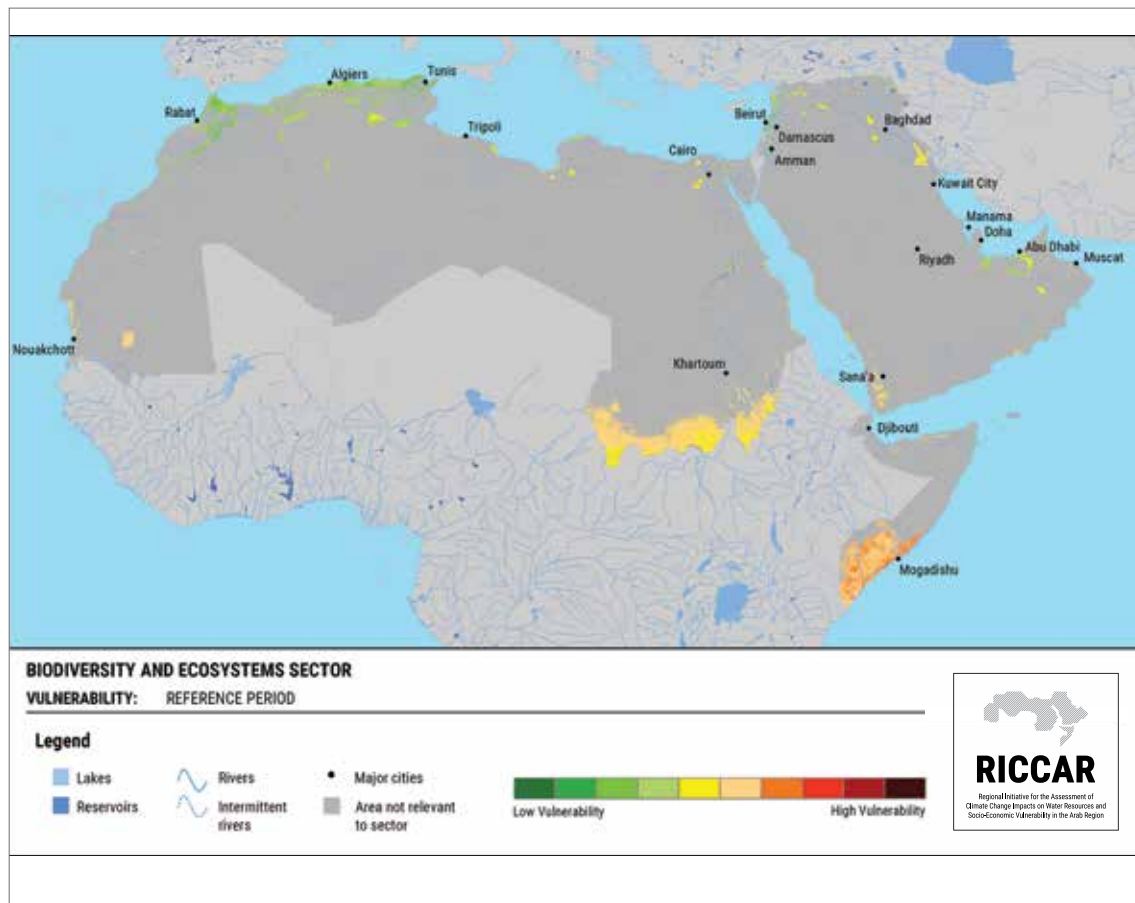 Algiers
Tunis
Rabat
Tripoli
Beirut
Damascus
Baghdad
Cairo
Amman
Kuwait City
Manama
Doha
Abu Dhabi
Riyadh
Muscat
Nouakchott
Khartoum
Sana'a
Djibouti
Mogadishu
BIODIVERSITY AND ECOSYSTEMS SECTOR
VULNERABILITY: REFERENCE PERIOD
Legend
Lakes
Reservoirs
Rivers
Intermittent
rivers
Major cities
Area not relevant
to sector
Low Vulnerability
High Vulnerability
RICCAR
Regional Initiative for the Assessment of
Climate Change Impacts on Water Resources and
Socio-Economic Vulnerability in the Arab Region